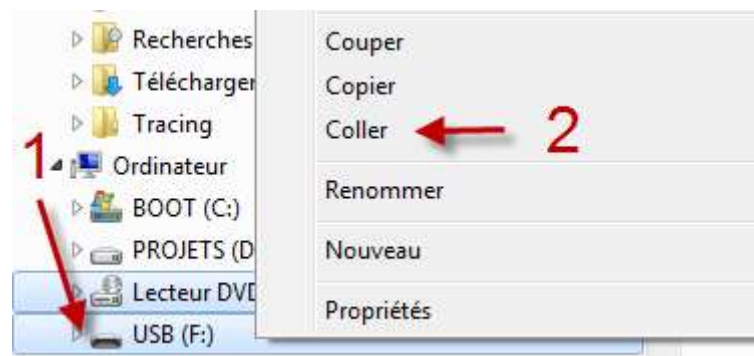 Recherches
Télécharger
Tracing
1
Ordinateur
BOOT (C:)
PROJETS (D
Lecteur DVD
USB (F:)
Couper
Copier
Coller
2
Renommer
Nouveau
Propriétés